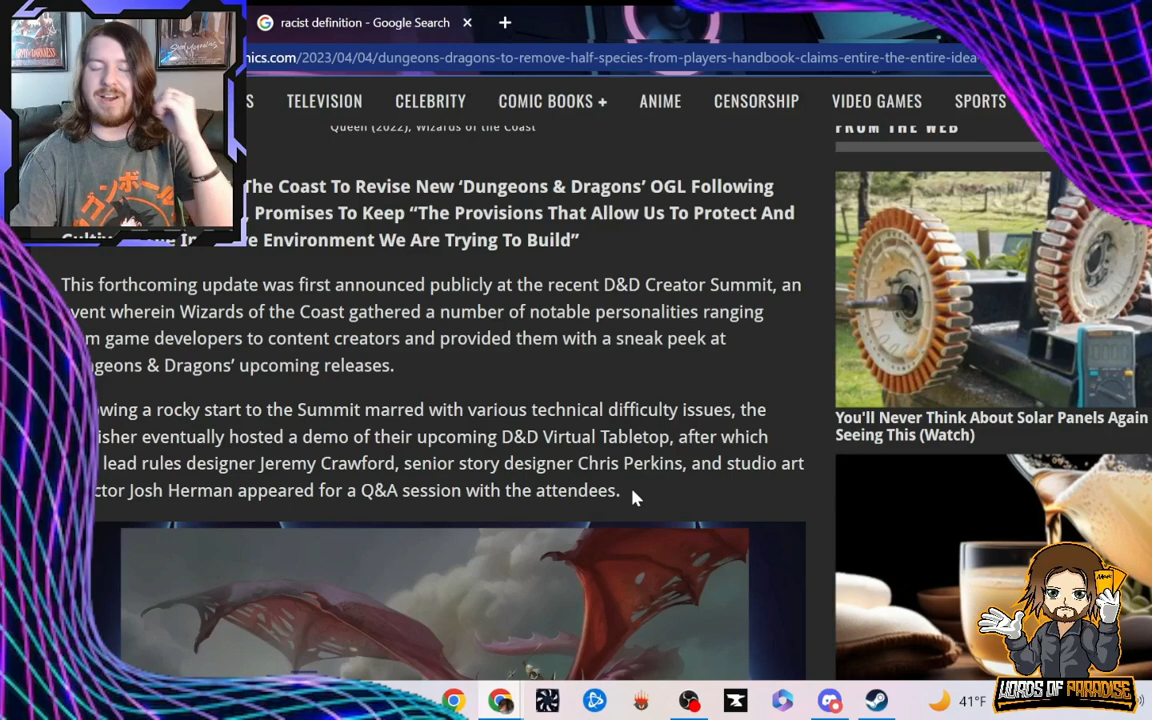 racist definition - Google Search
nics.com/2023/04/04/dungeons-dragons-to-remove-half-species-from-players-handbook-claims-entire-the-entire-idea
S TELEVISION CELEBRITY COMIC BOOKS + ANIME CENSORSHIP VIDEO GAMES SPORTS
Queen (2022), Wizards of the Coast
FROM THE WEB
The Coast To Revise New ‘Dungeons & Dragons’ OGL Following
Promises To Keep “The Provisions That Allow Us To Protect And
Environment We Are Trying To Build”
This forthcoming update was first announced publicly at the recent D&D Creator Summit, an
vent wherein Wizards of the Coast gathered a number of notable personalities ranging
m game developers to content creators and provided them with a sneak peek at
ngeons & Dragons’ upcoming releases.
owing a rocky start to the Summit marred with various technical difficulty issues, the
isher eventually hosted a demo of their upcoming D&D Virtual Tabletop, after which
lead rules designer Jeremy Crawford, senior story designer Chris Perkins, and studio art
ctor Josh Herman appeared for a Q&A session with the attendees.
You'll Never Think About Solar Panels Again
Seeing This (Watch)
WORDS OF PARADISE
41°F